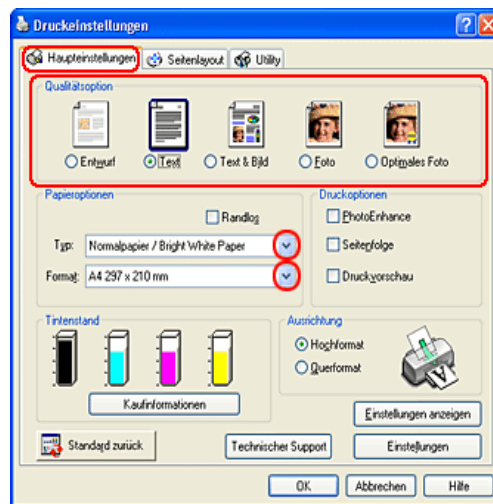 Druckeinstellungen
Haupteinstellungen Seitenlayout Utility
Qualitätsoption
Entwurf Text Text & Bild Foto Optimales Foto
Papieroptionen Druckoptionen
Randlos PhotoEnhance
Typ: Normalpapier / Bright White Paper Seitenfolge
Format: A4 297 x 210 mm Druckvorschau
Tintenstand Ausrichtung
Hochformat
Querformat
A
Kaufinformationen Einstellungen anzeigen
Standard zurück Technischer Support Einstellungen
OK Abbrechen Hilfe